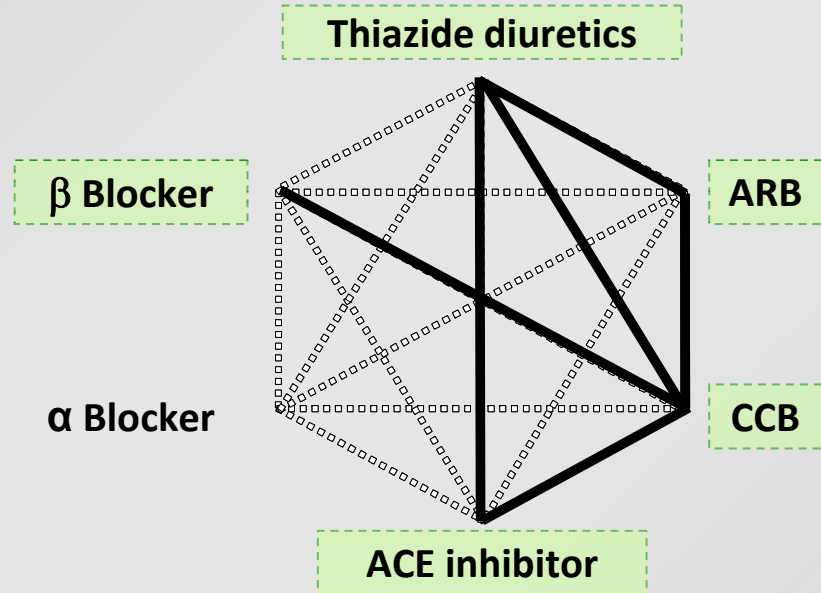 Thiazide diuretics
β Blocker
ARB
α Blocker
CCB
ACE inhibitor